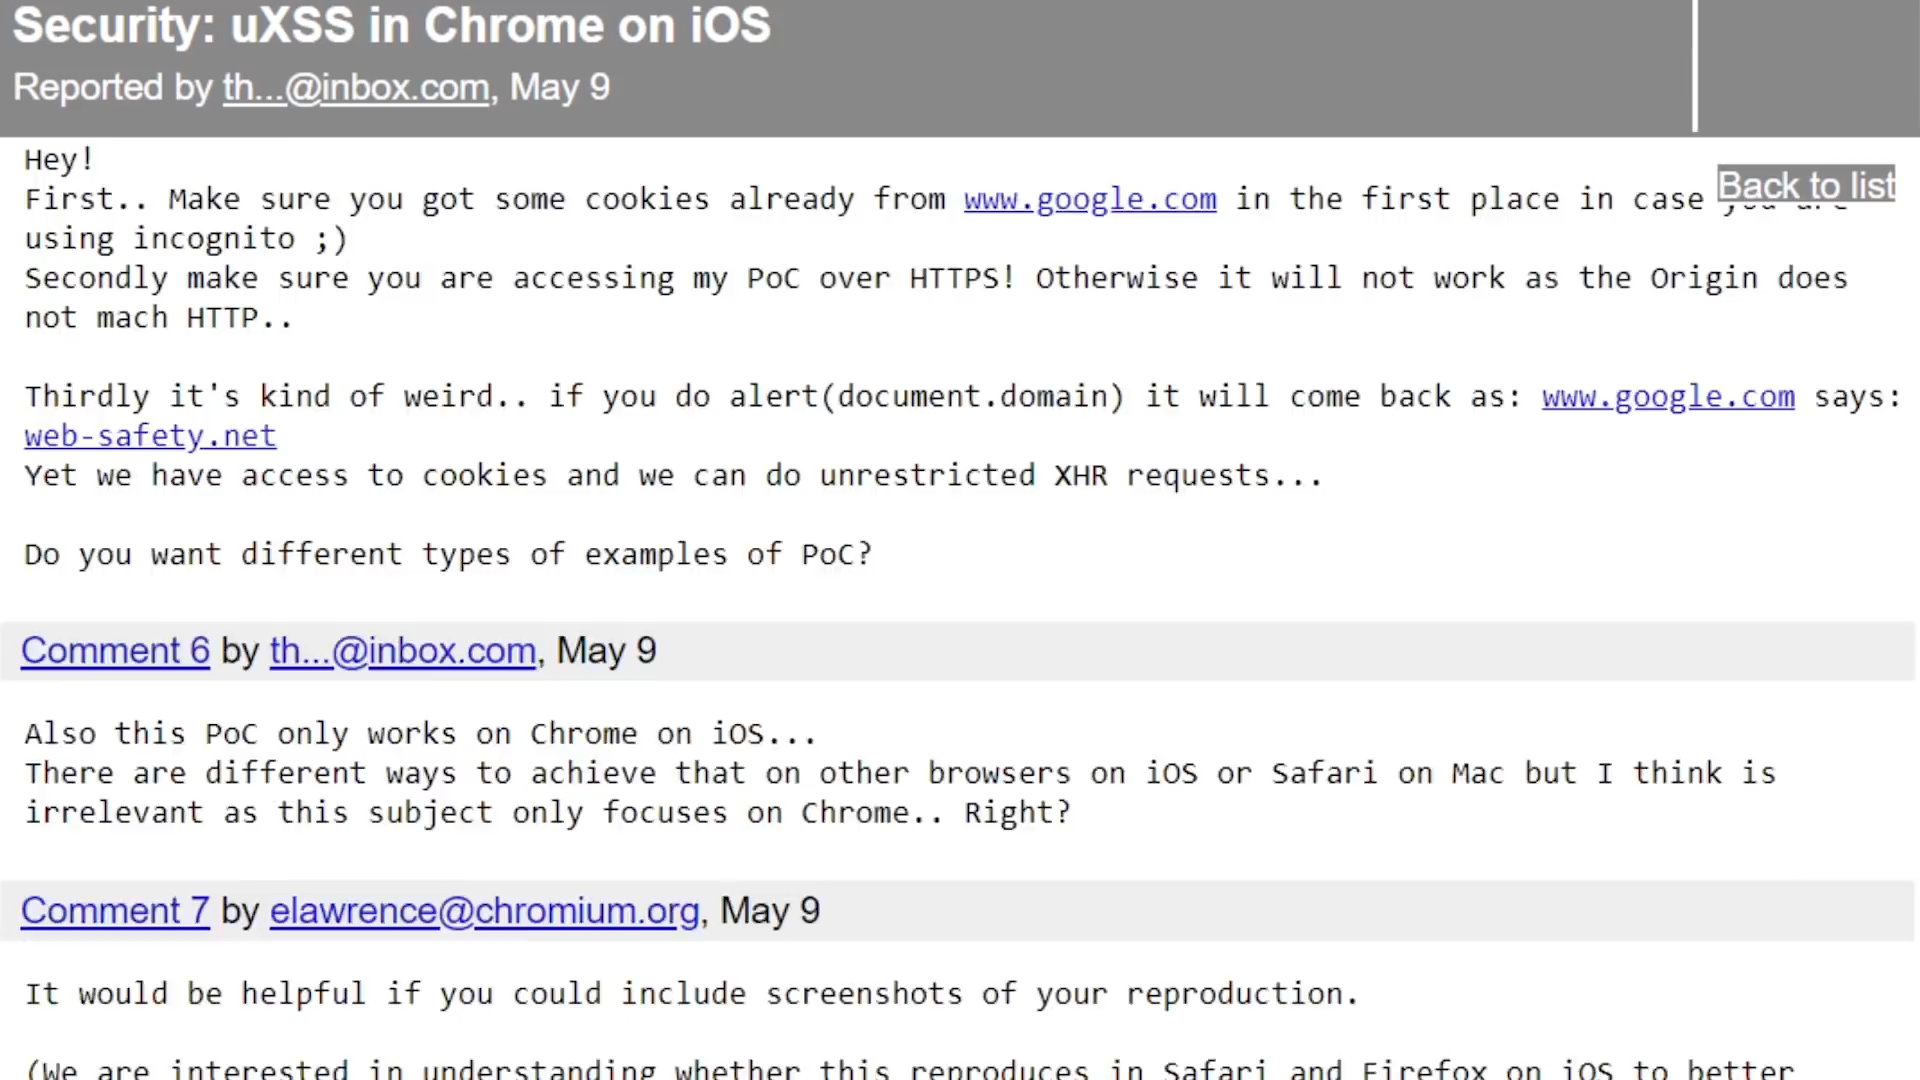 Security: uXSS in Chrome on iOS
Reported by th...@inbox.com, May 9
Back to list
Hey!
First.. Make sure you got some cookies already from www.google.com in the first place in case
using incognito ;)
Secondly make sure you are accessing my PoC over HTTPS! Otherwise it will not work as the Origin does
not mach HTTP..
Thirdly it's kind of weird.. if you do alert(document.domain) it will come back as: www.google.com says:
web-safety.net
Yet we have access to cookies and we can do unrestricted XHR requests...
Do you want different types of examples of PoC?
Comment 6 by th...@inbox.com, May 9
Also this PoC only works on Chrome on iOS...
There are different ways to achieve that on other browsers on iOS or Safari on Mac but I think is
irrelevant as this subject only focuses on Chrome.. Right?
Comment 7 by elawrence@chromium.org, May 9
It would be helpful if you could include screenshots of your reproduction.
(We are interested in understanding whether this reproduces in Safari and Firefox on iOS to better